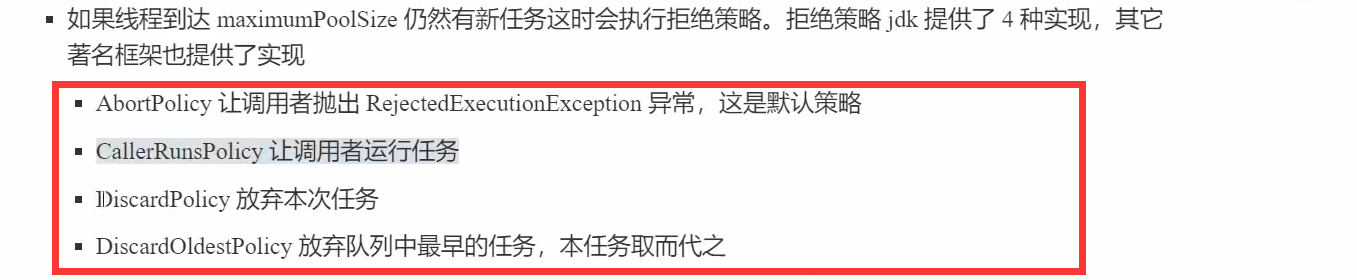 如果线程到达 maximumPoolSize 仍然有新任务这时会执行拒绝策略。拒绝策略 jdk 提供了 4 种实现，其它
著名框架也提供了实现
AbortPolicy 让调用者抛出 RejectedExecutionException 异常，这是默认策略
CallerRunsPolicy 让调用者运行任务
DiscardPolicy 放弃本次任务
DiscardOldestPolicy 放弃队列中最早的任务，本任务取而代之